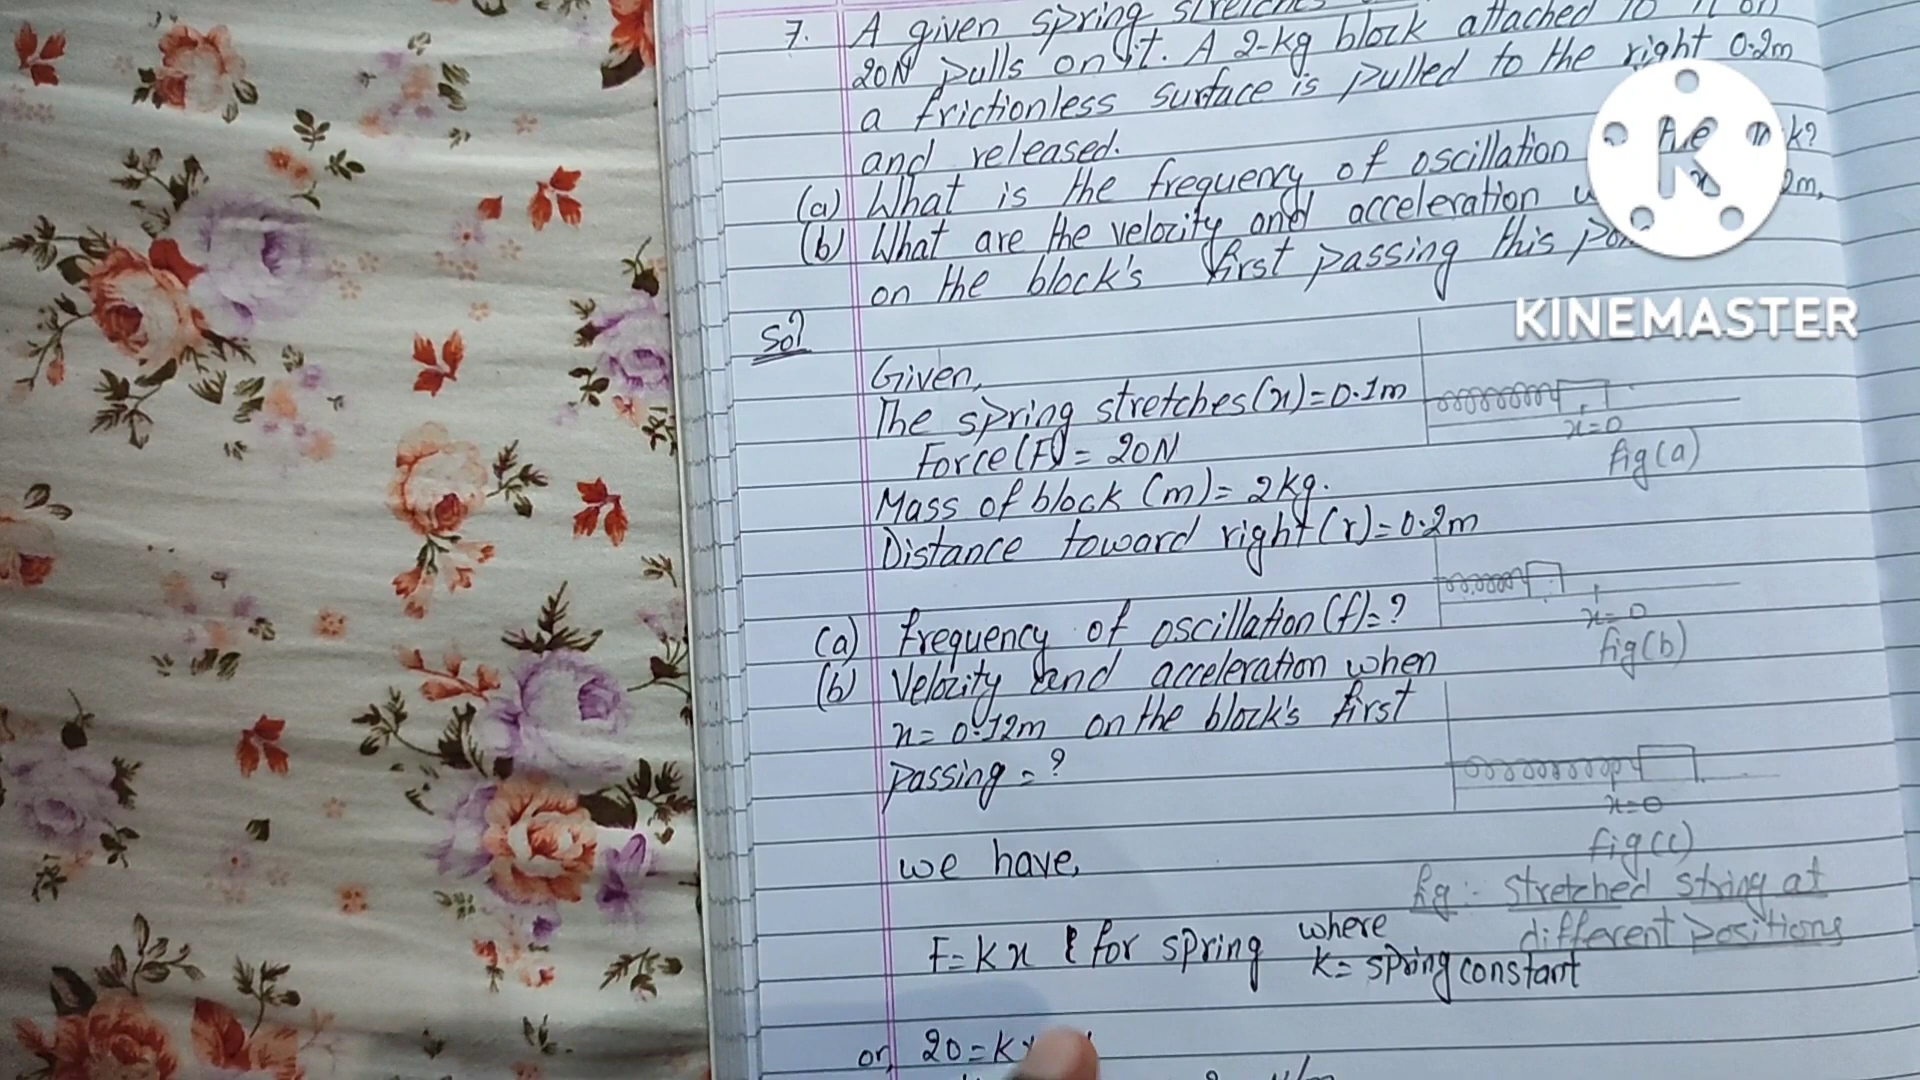 7. A given spring stretches
20N pulls on it. A 2-kg block attached to it on
a frictionless surface is pulled to the right 0.2m
and released.
(a) What is the frequency of oscillation k?
(b) What are the velocity and acceleration 2m,
on the block's first passing this
Sol
Given,
The spring stretches (x) = 0.1m
Force (F) = 20N
Mass of block (m) = 2kg.
Distance toward right (r) = 0.2m
(a) frequency of oscillation (f) = ?
(b) Velocity and acceleration when
x = 0.12m on the block's first
passing = ?
x=0
fig(a)
x=0
fig(b)
x=0
fig(c)
fig :- stretched string at
different positions
we have,
F = Kx for spring where
K = spring constant
or, 20 = K
KINEMASTER